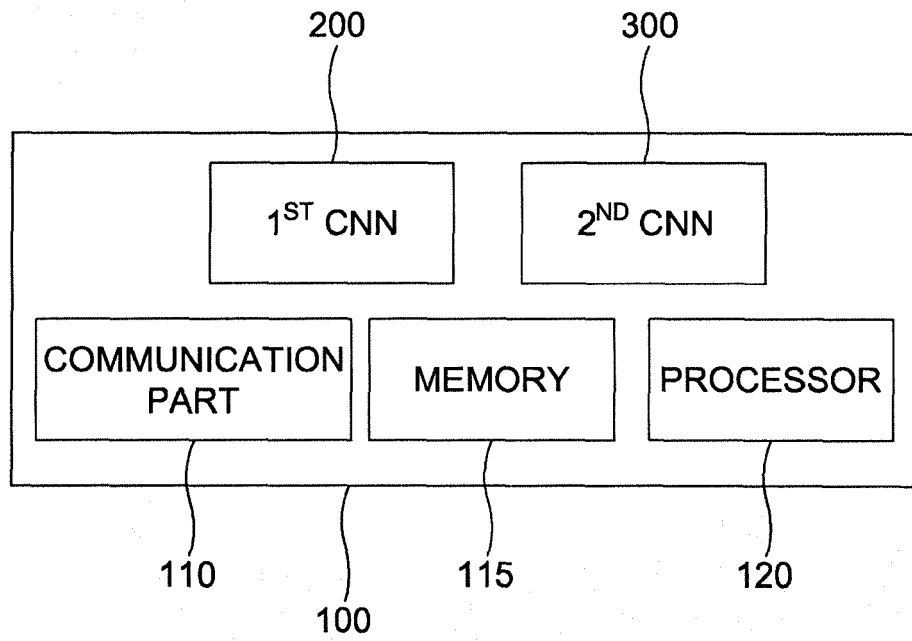 200 300
1ST CNN 2ND CNN
COMMUNICATION PART MEMORY PROCESSOR
110 115 120
100